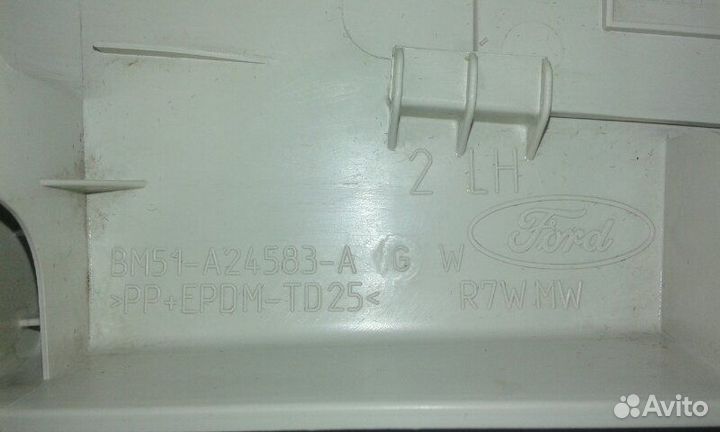 2 LH
Ford
BM51-A24583-A G W
>PP+EPDM-TD25< R7W MW
Avito